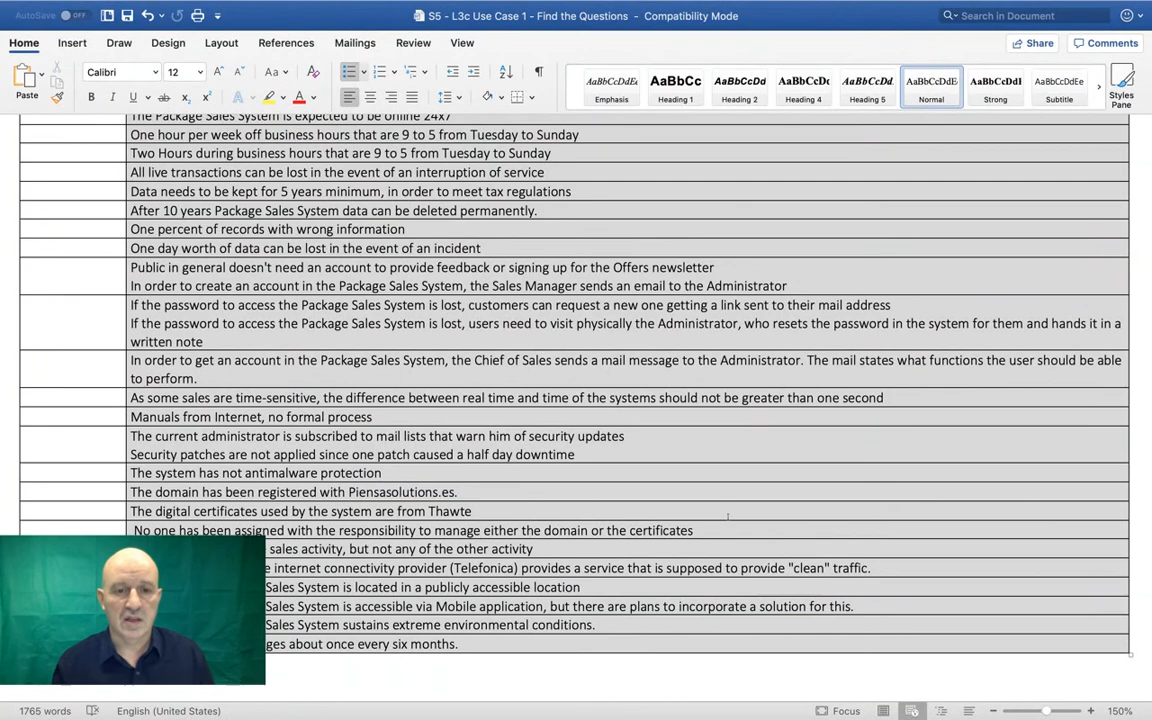 AutoSave OFF
S5 - L3c Use Case 1 - Find the Questions - Compatibility Mode
Search in Document
Home Insert Draw Design Layout References Mailings Review View
Share Comments
Paste
Calibri 12
Aa
B I U ab X2 X2 A A
AaBbCcDdEe AaBbCc AaBbCcDd AaBbCcDc AaBbCcDd. AaBbCcDdE AaBbCcDdI AaBbCcDdEe
Emphasis Heading 1 Heading 2 Heading 4 Heading 5 Normal Strong Subtitle
Styles Pane
The Package Sales System is expected to be online 24x7
One hour per week off business hours that are 9 to 5 from Tuesday to Sunday
Two Hours during business hours that are 9 to 5 from Tuesday to Sunday
All live transactions can be lost in the event of an interruption of service
Data needs to be kept for 5 years minimum, in order to meet tax regulations
After 10 years Package Sales System data can be deleted permanently.
One percent of records with wrong information
One day worth of data can be lost in the event of an incident
Public in general doesn't need an account to provide feedback or signing up for the Offers newsletter
In order to create an account in the Package Sales System, the Sales Manager sends an email to the Administrator
If the password to access the Package Sales System is lost, customers can request a new one getting a link sent to their mail address
If the password to access the Package Sales System is lost, users need to visit physically the Administrator, who resets the password in the system for them and hands it in a
written note
In order to get an account in the Package Sales System, the Chief of Sales sends a mail message to the Administrator. The mail states what functions the user should be able
to perform.
As some sales are time-sensitive, the difference between real time and time of the systems should not be greater than one second
Manuals from Internet, no formal process
The current administrator is subscribed to mail lists that warn him of security updates
Security patches are not applied since one patch caused a half day downtime
The system has not antimalware protection
The domain has been registered with Piensasolutions.es.
The digital certificates used by the system are from Thawte
No one has been assigned with the responsibility to manage either the domain or the certificates
sales activity, but not any of the other activity
e internet connectivity provider (Telefonica) provides a service that is supposed to provide "clean" traffic.
Sales System is located in a publicly accessible location
Sales System is accessible via Mobile application, but there are plans to incorporate a solution for this.
Sales System sustains extreme environmental conditions.
ges about once every six months.
1765 words English (United States) Focus 150%